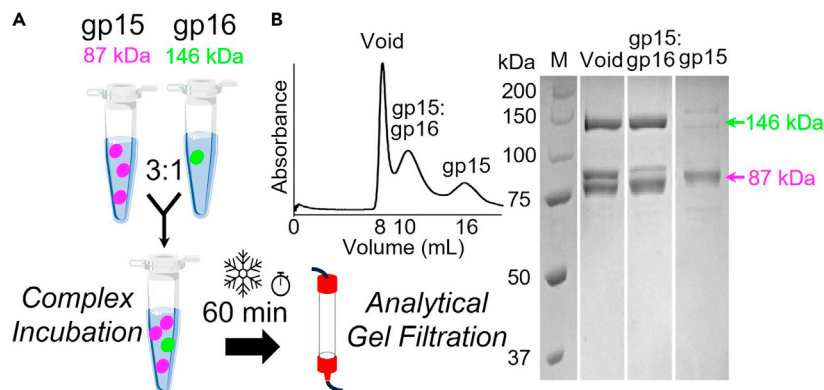 A
gp15
87 kDa
gp16
146 kDa
3:1
Complex
Incubation
60 min
Analytical
Gel Filtration
B
Void
gp15:
gp16
gp15
Absorbance
0
8
10
16
Volume (mL)
kDa
M
Void
gp15:
gp16
gp15
200
150
100
75
50
37
146 kDa
87 kDa